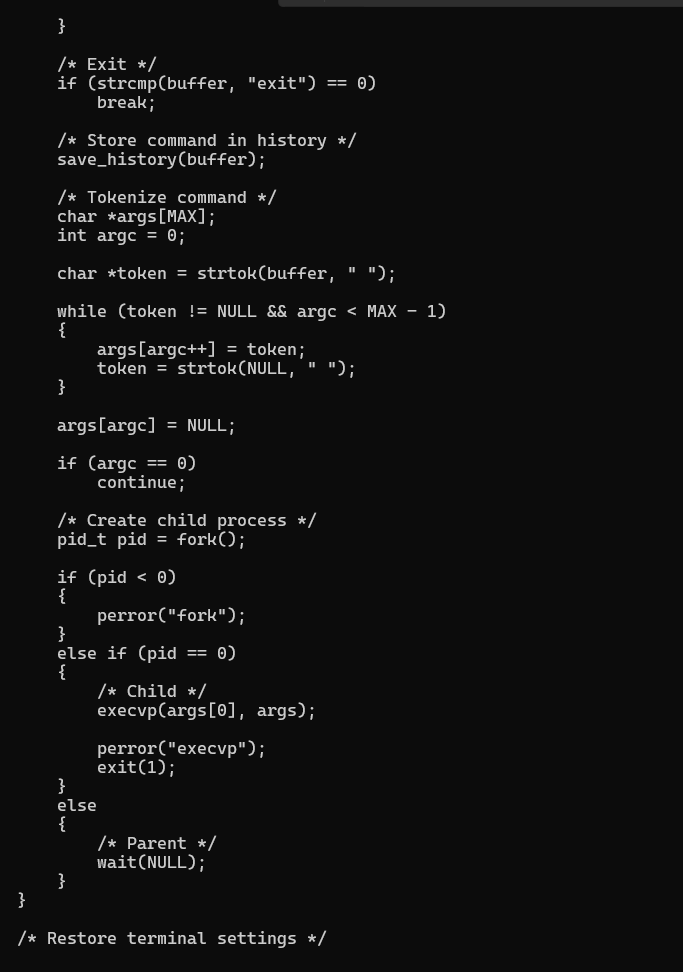 }
/* Exit */
if (strcmp(buffer, "exit") == 0)
break;
/* Store command in history */
save_history(buffer);
/* Tokenize command */
char *args[MAX];
int argc = 0;
char *token = strtok(buffer, " ");
while (token != NULL && argc < MAX - 1)
{
args[argc++] = token;
token = strtok(NULL, " ");
}
args[argc] = NULL;
if (argc == 0)
continue;
/* Create child process */
pid_t pid = fork();
if (pid < 0)
{
perror("fork");
}
else if (pid == 0)
{
/* Child */
execvp(args[0], args);
perror("execvp");
exit(1);
}
else
{
/* Parent */
wait(NULL);
}
}
/* Restore terminal settings */